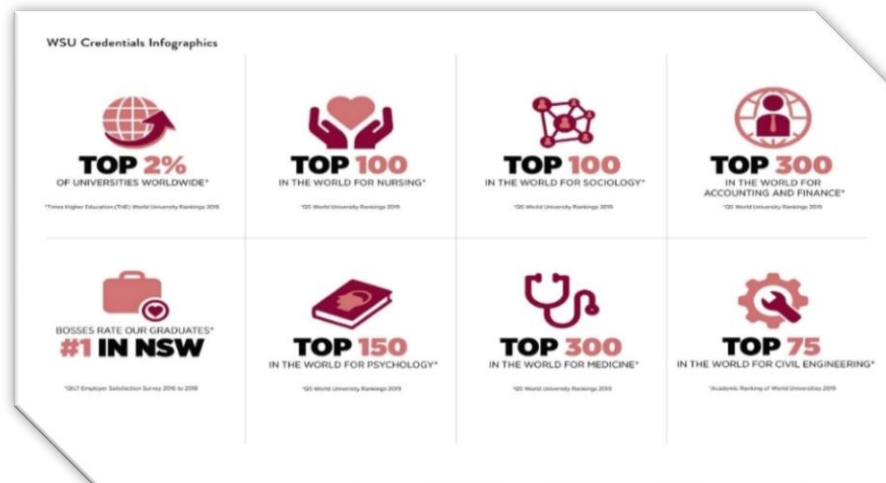 WSU Credentials Infographics
TOP 2%
OF UNIVERSITIES WORLDWIDE*
*Times Higher Education (THE) World University Rankings 2019
TOP 100
IN THE WORLD FOR NURSING*
*QS World University Rankings 2019
TOP 100
IN THE WORLD FOR SOCIOLOGY*
*QS World University Rankings 2019
TOP 300
IN THE WORLD FOR
ACCOUNTING AND FINANCE*
*QS World University Rankings 2019
BOSSES RATE OUR GRADUATES*
#1 IN NSW
*QILT Employer Satisfaction Survey 2016 to 2018
TOP 150
IN THE WORLD FOR PSYCHOLOGY*
*QS World University Rankings 2019
TOP 300
IN THE WORLD FOR MEDICINE*
*QS World University Rankings 2019
TOP 75
IN THE WORLD FOR CIVIL ENGINEERING*
*Academic Ranking of World Universities 2019